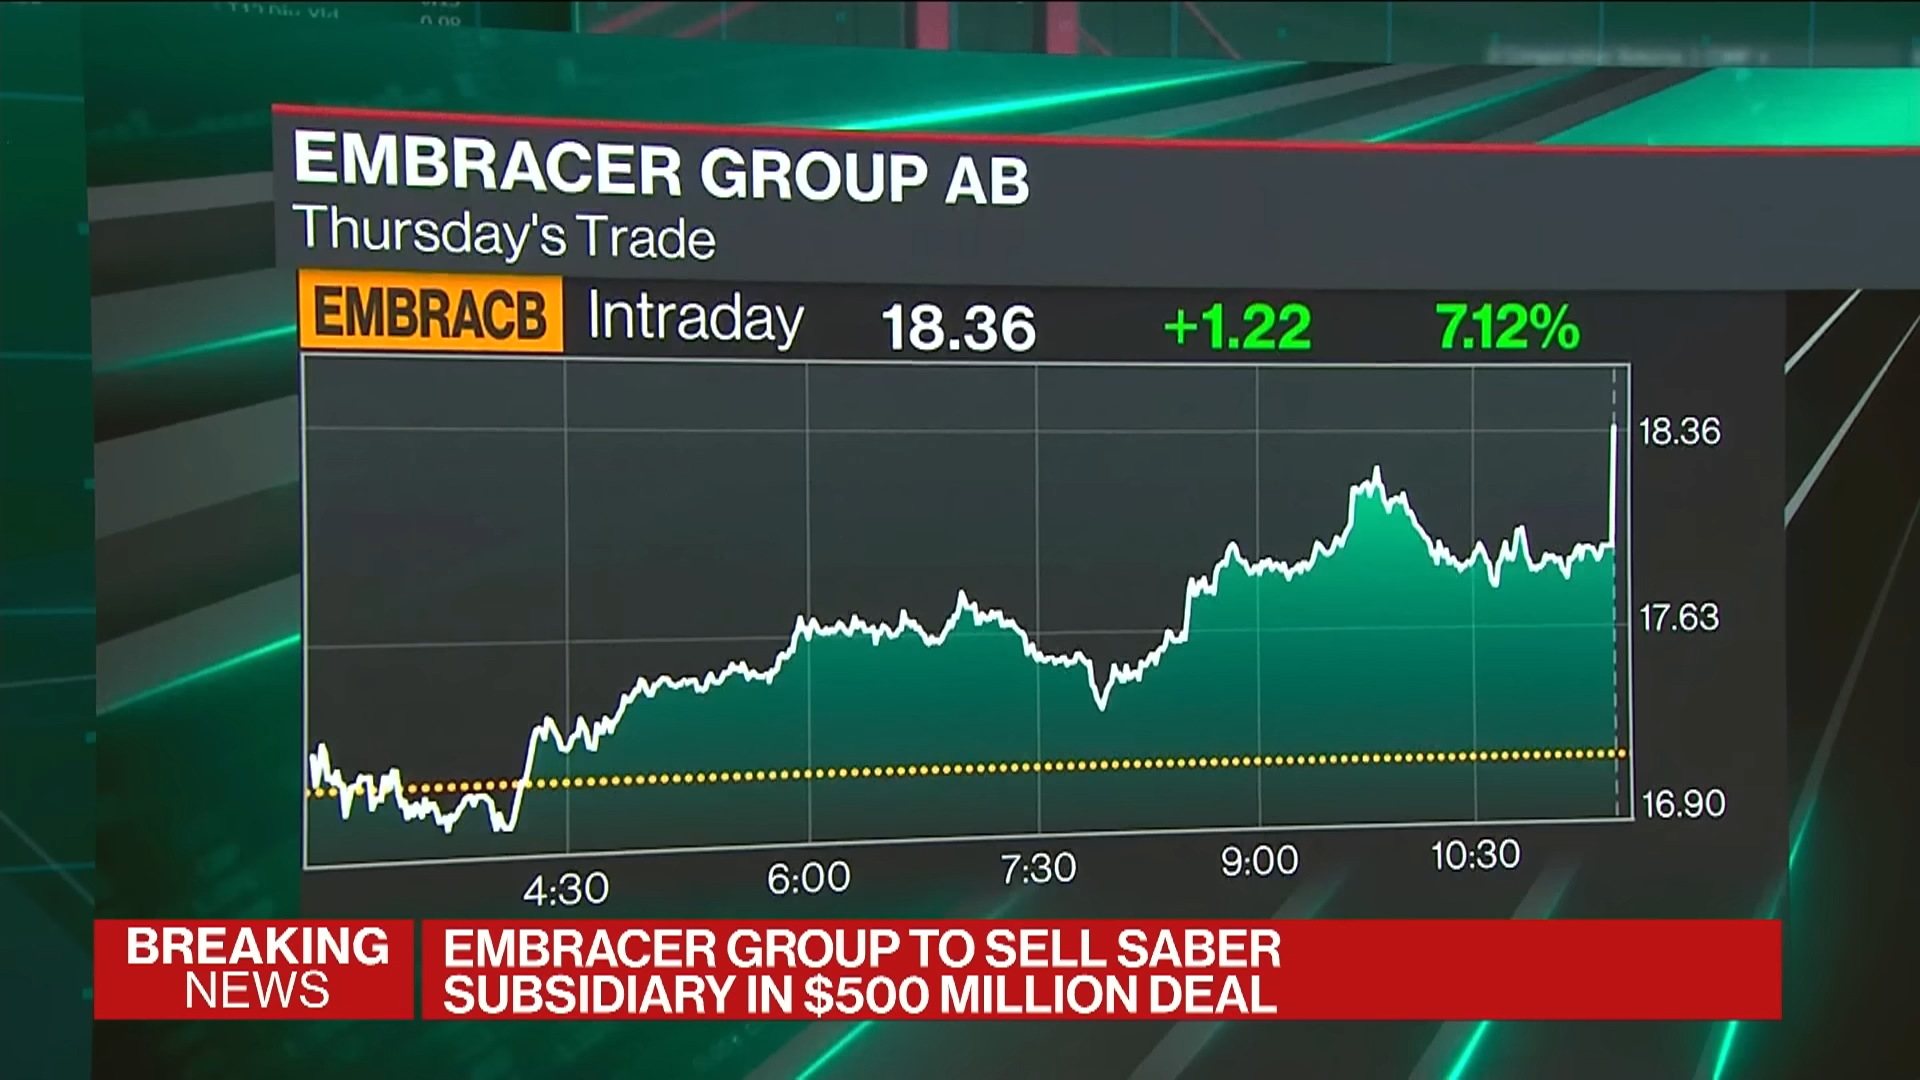 EMBRACER GROUP AB
Thursday's Trade
EMBRACB Intraday 18.36 +1.22 7.12%
18.36
17.63
16.90
4:30 6:00 7:30 9:00 10:30
BREAKING
NEWS
EMBRACER GROUP TO SELL SABER
SUBSIDIARY IN $500 MILLION DEAL